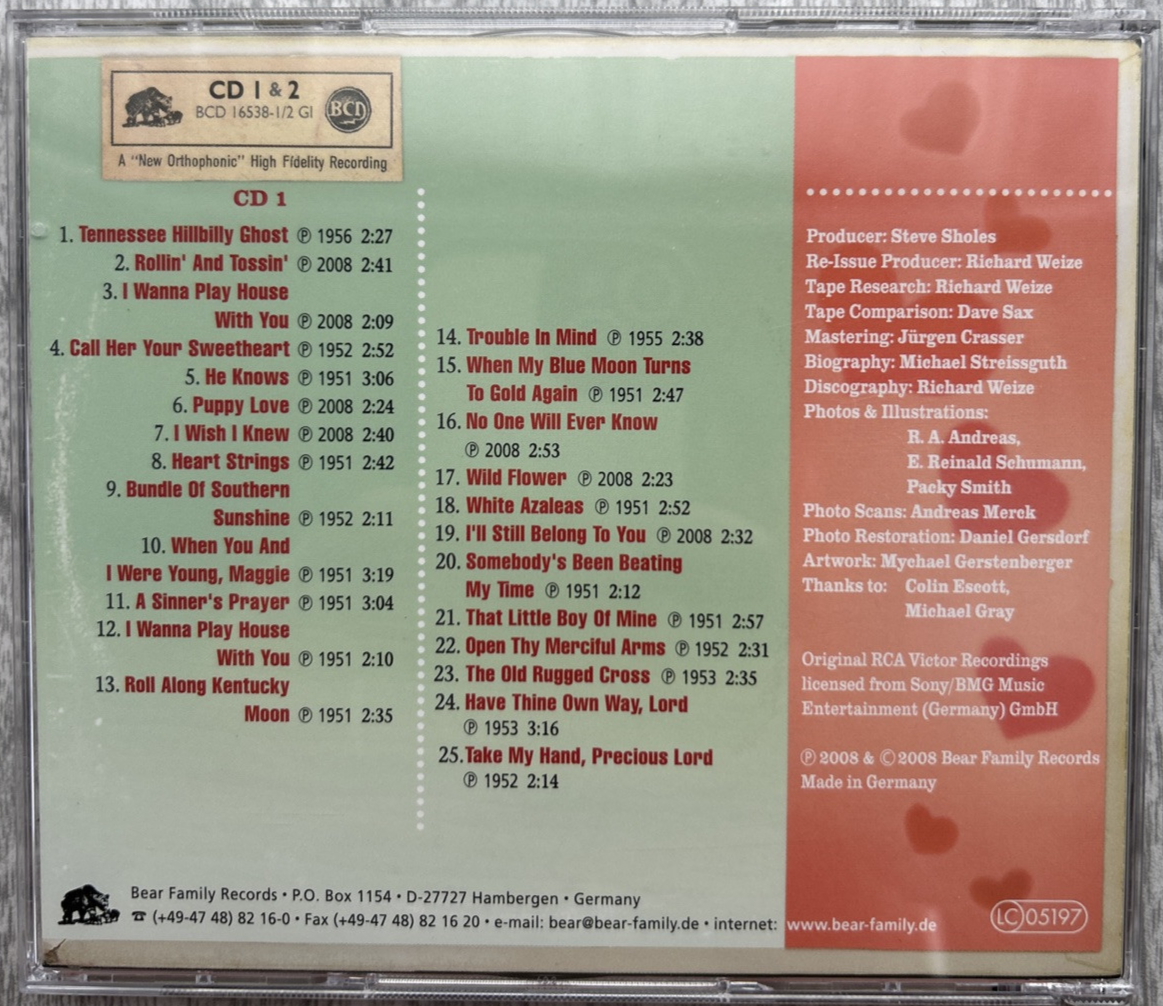 CD 1 & 2
BCD 16538-1/2 GI
BCD
A "New Orthophonic" High Fidelity Recording
CD 1
1. Tennessee Hillbilly Ghost ℗ 1956 2:27
2. Rollin' And Tossin' ℗ 2008 2:41
3. I Wanna Play House
With You ℗ 2008 2:09
4. Call Her Your Sweetheart ℗ 1952 2:52
5. He Knows ℗ 1951 3:06
6. Puppy Love ℗ 2008 2:24
7. I Wish I Knew ℗ 2008 2:40
8. Heart Strings ℗ 1951 2:42
9. Bundle Of Southern
Sunshine ℗ 1952 2:11
10. When You And
I Were Young, Maggie ℗ 1951 3:19
11. A Sinner's Prayer ℗ 1951 3:04
12. I Wanna Play House
With You ℗ 1951 2:10
13. Roll Along Kentucky
Moon ℗ 1951 2:35
14. Trouble In Mind ℗ 1955 2:38
15. When My Blue Moon Turns
To Gold Again ℗ 1951 2:47
16. No One Will Ever Know
℗ 2008 2:53
17. Wild Flower ℗ 2008 2:23
18. White Azaleas ℗ 1951 2:52
19. I'll Still Belong To You ℗ 2008 2:32
20. Somebody's Been Beating
My Time ℗ 1951 2:12
21. That Little Boy Of Mine ℗ 1951 2:57
22. Open Thy Merciful Arms ℗ 1952 2:31
23. The Old Rugged Cross ℗ 1953 2:35
24. Have Thine Own Way, Lord
℗ 1953 3:16
25. Take My Hand, Precious Lord
℗ 1952 2:14
Producer: Steve Sholes
Re-Issue Producer: Richard Weize
Tape Research: Richard Weize
Tape Comparison: Dave Sax
Mastering: Jürgen Crasser
Biography: Michael Streissguth
Discography: Richard Weize
Photos & Illustrations:
R. A. Andreas,
E. Reinald Schumann,
Packy Smith
Photo Scans: Andreas Merck
Photo Restoration: Daniel Gersdorf
Artwork: Mychael Gerstenberger
Thanks to: Colin Escott,
Michael Gray
Original RCA Victor Recordings
licensed from Sony/BMG Music
Entertainment (Germany) GmbH
℗ 2008 & © 2008 Bear Family Records
Made in Germany
Bear Family Records • P.O. Box 1154 • D-27727 Hambergen • Germany
☎ (+49-47 48) 82 16-0 • Fax (+49-47 48) 82 16 20 • e-mail: bear@bear-family.de • internet: www.bear-family.de
LC 05197